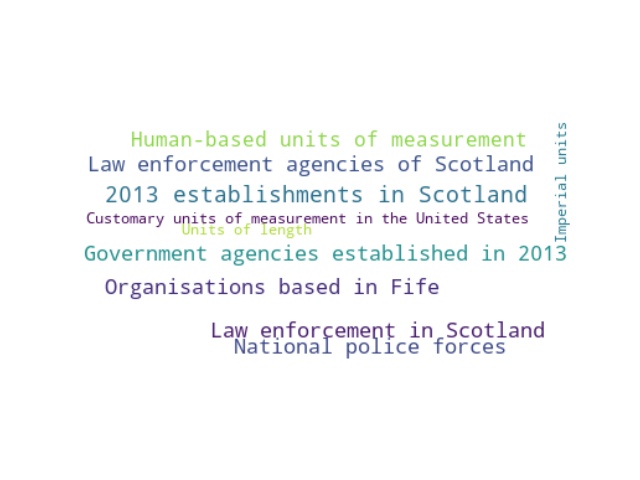 Human-based units of measurement
Law enforcement agencies of Scotland
2013 establishments in Scotland
Customary units of measurement in the United States
Units of length
Government agencies established in 2013
Organisations based in Fife
Law enforcement in Scotland
National police forces
Imperial units